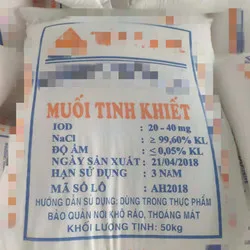 MUỐI TINH KHIẾT
IOD : 20 - 40 mg
NaCl : ≥ 99,60% KL
ĐỘ ẨM : ≤ 0,05% KL
NGÀY SẢN XUẤT : 21/04/2018
HẠN SỬ DỤNG : 3 NAM
MÃ SỐ LÔ : AH2018
HƯỚNG DẪN SỬ DỤNG: DÙNG TRONG THỰC PHẨM
BẢO QUẢN NƠI KHÔ RÁO, THOÁNG MÁT
KHỐI LƯỢNG TỊNH: 50kg